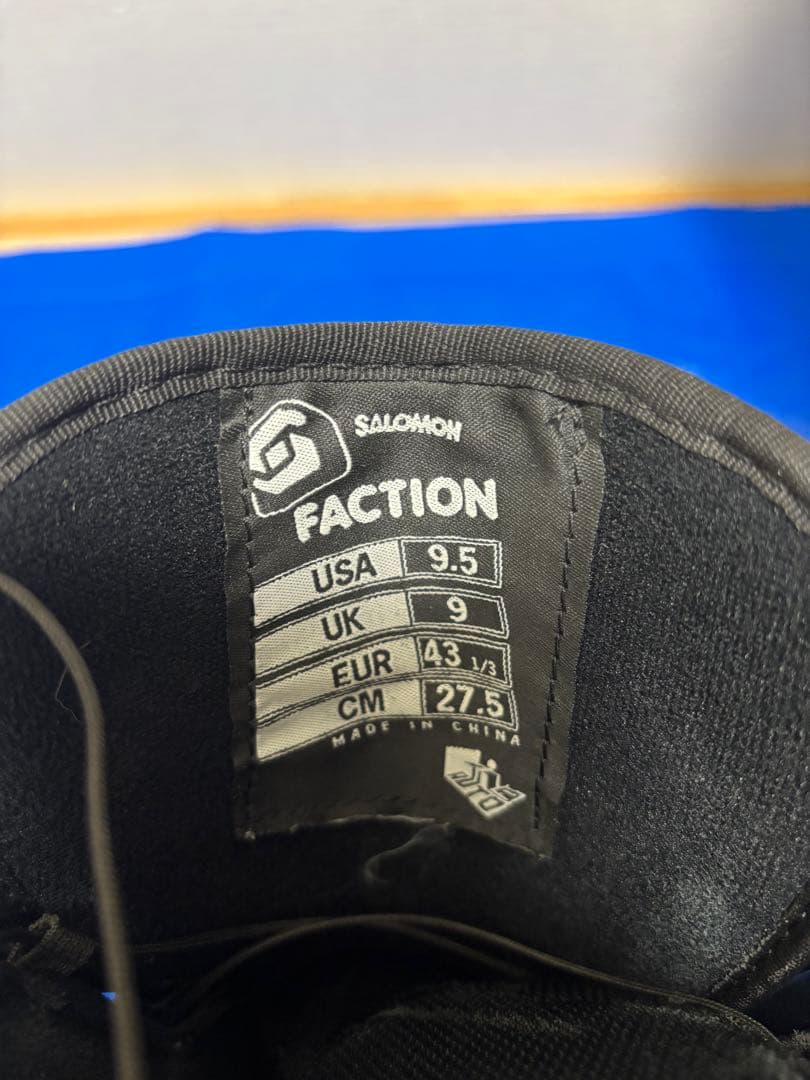 SALOMON
FACTION
USA 9.5
UK 9
EUR 43 1/3
CM 27.5
MADE IN CHINA